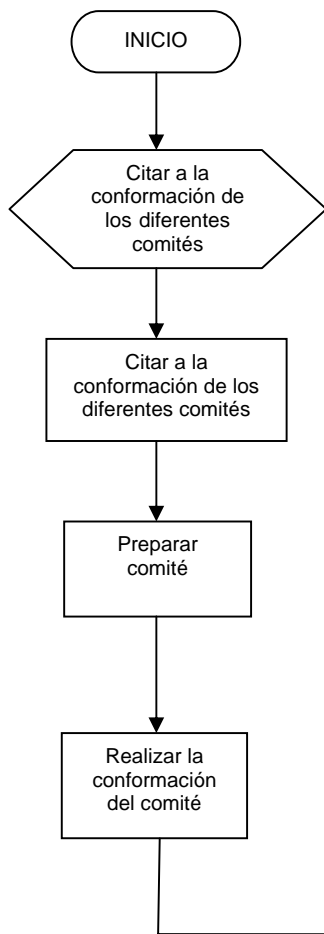 INICIO
Citar a la
conformación de
los diferentes
comités
Citar a la
conformación de los
diferentes comités
Preparar
comité
Realizar la
conformación
del comité